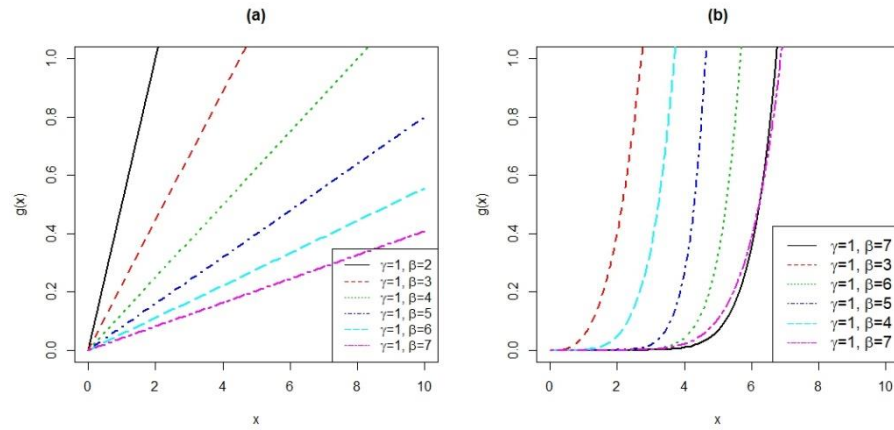 (a)
g(x)
1.0
0.8
0.6
0.4
0.2
0.0
γ=1, β=2
γ=1, β=3
γ=1, β=4
γ=1, β=5
γ=1, β=6
γ=1, β=7
0 2 4 6 8 10
x
(b)
g(x)
1.0
0.8
0.6
0.4
0.2
0.0
γ=1, β=7
γ=1, β=3
γ=1, β=6
γ=1, β=5
γ=1, β=4
γ=1, β=7
0 2 4 6 8 10
x